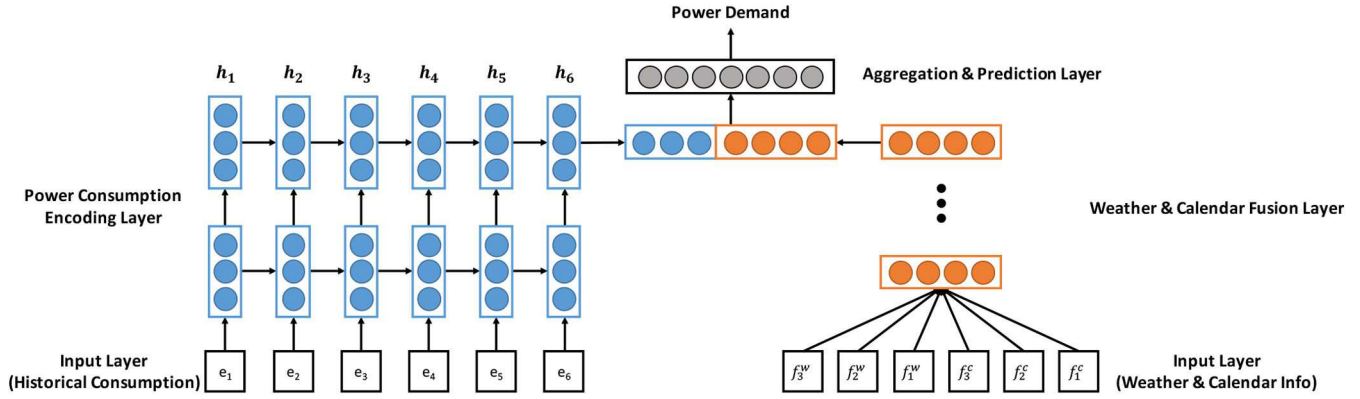 Power Demand
Aggregation & Prediction Layer
h₁ h₂ h₃ h₄ h₅ h₆
Power Consumption
Encoding Layer
Weather & Calendar Fusion Layer
Input Layer
(Historical Consumption)
e₁ e₂ e₃ e₄ e₅ e₆
f₃ʷ f₂ʷ f₁ʷ f₃ᶜ f₂ᶜ f₁ᶜ
Input Layer
(Weather & Calendar Info)